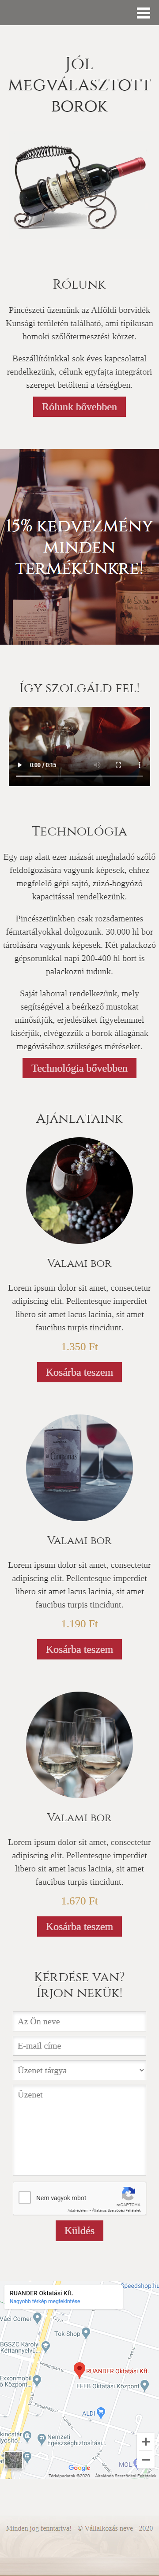 Jól
megválasztott
borok
Rólunk
Pincészeti üzemünk az Alföldi borvidék
Kunsági területén található, ami tipikusan
homoki szőlőtermesztési körzet.
Beszállítóinkkal sok éves kapcsolattal
rendelkezünk, célunk egyfajta integrátori
szerepet betölteni a térségben.
Rólunk bővebben
15% kedvezmény
minden
termékünkre!
Így szolgáld fel!
0:00 / 0:15
Technológia
Egy nap alatt ezer mázsát meghaladó szőlő
feldolgozására vagyunk képesek, ehhez
megfelelő gépi sajtó, zúzó-bogyózó
kapacitással rendelkezünk.
Pincészetünkben csak rozsdamentes
fémtartályokkal dolgozunk. 30.000 hl bor
tárolására vagyunk képesek. Két palackozó
gépsorunkkal napi 200-400 hl bort is
palackozni tudunk.
Saját laborral rendelkezünk, mely
segítségével a beérkező mustokat
minősítjük, erjedésüket figyelemmel
kísérjük, elvégezzük a borok állagának
megóvásához szükséges méréseket.
Technológia bővebben
Ajánlataink
Valami bor
Lorem ipsum dolor sit amet, consectetur
adipiscing elit. Pellentesque imperdiet
libero sit amet lacus lacinia, sit amet
faucibus turpis tincidunt.
1.350 Ft
Kosárba teszem
Valami bor
Lorem ipsum dolor sit amet, consectetur
adipiscing elit. Pellentesque imperdiet
libero sit amet lacus lacinia, sit amet
faucibus turpis tincidunt.
1.190 Ft
Kosárba teszem
Valami bor
Lorem ipsum dolor sit amet, consectetur
adipiscing elit. Pellentesque imperdiet
libero sit amet lacus lacinia, sit amet
faucibus turpis tincidunt.
1.670 Ft
Kosárba teszem
Kérdése van?
Írjon nekük!
Az Ön neve
E-mail címe
Üzenet tárgya
Üzenet
Nem vagyok robot
reCAPTCHA
Adatvédelem - Általános Szerződési Feltételek
Küldés
Speedshop.hu
RUANDER Oktatási Kft.
Nagyobb térkép megtekintése
Váci Corner
Tok Shop
BGSZC Károlyi
RUANDER Oktatási Kft.
EFEB Oktatási Központ
ALDI
Nemzeti
Egészségbiztosítási...
MOL
Google
Térképadatok ©2020 Általános Szerződési Feltételek
Minden jog fenntartva! - © Vállalkozás neve - 2020